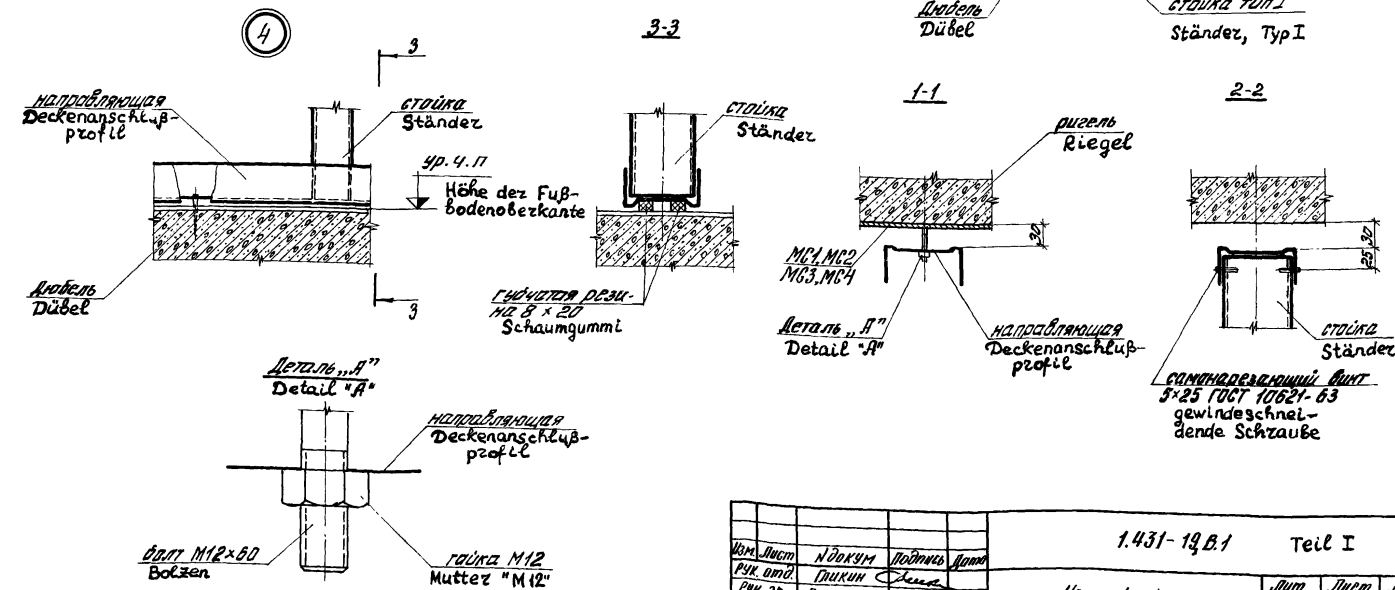 Дюбель
Dübel
стойка тип I
Ständer, Typ I
4
3
3-3
1-1
2-2
направляющая
Deckenanschluß-
profil
стойка
Ständer
ур. ч. п
Höhe der Fuß-
bodenoberkante
Дюбель
Dübel
3
стойка
Ständer
губчатая рези-
на 8 × 20
Schaumgummi
ригель
Riegel
30
МС1, МС2
МС3, МС4
Деталь „А”
Detail "A"
направляющая
Deckenanschluß-
profil
30
25
стойка
Ständer
самонарезающий винт
5×25 ГОСТ 10621-63
gewindeschnei-
dende Schraube
Деталь „А”
Detail "A"
направляющая
Deckenanschluß-
profil
болт М12×60
Bolzen
гайка М12
Mutter "M12"
1.431-19, В.1 Teil I
Изм. Лист № докум Подпись Дата
Рук. отд. Гликин
Лит Лист